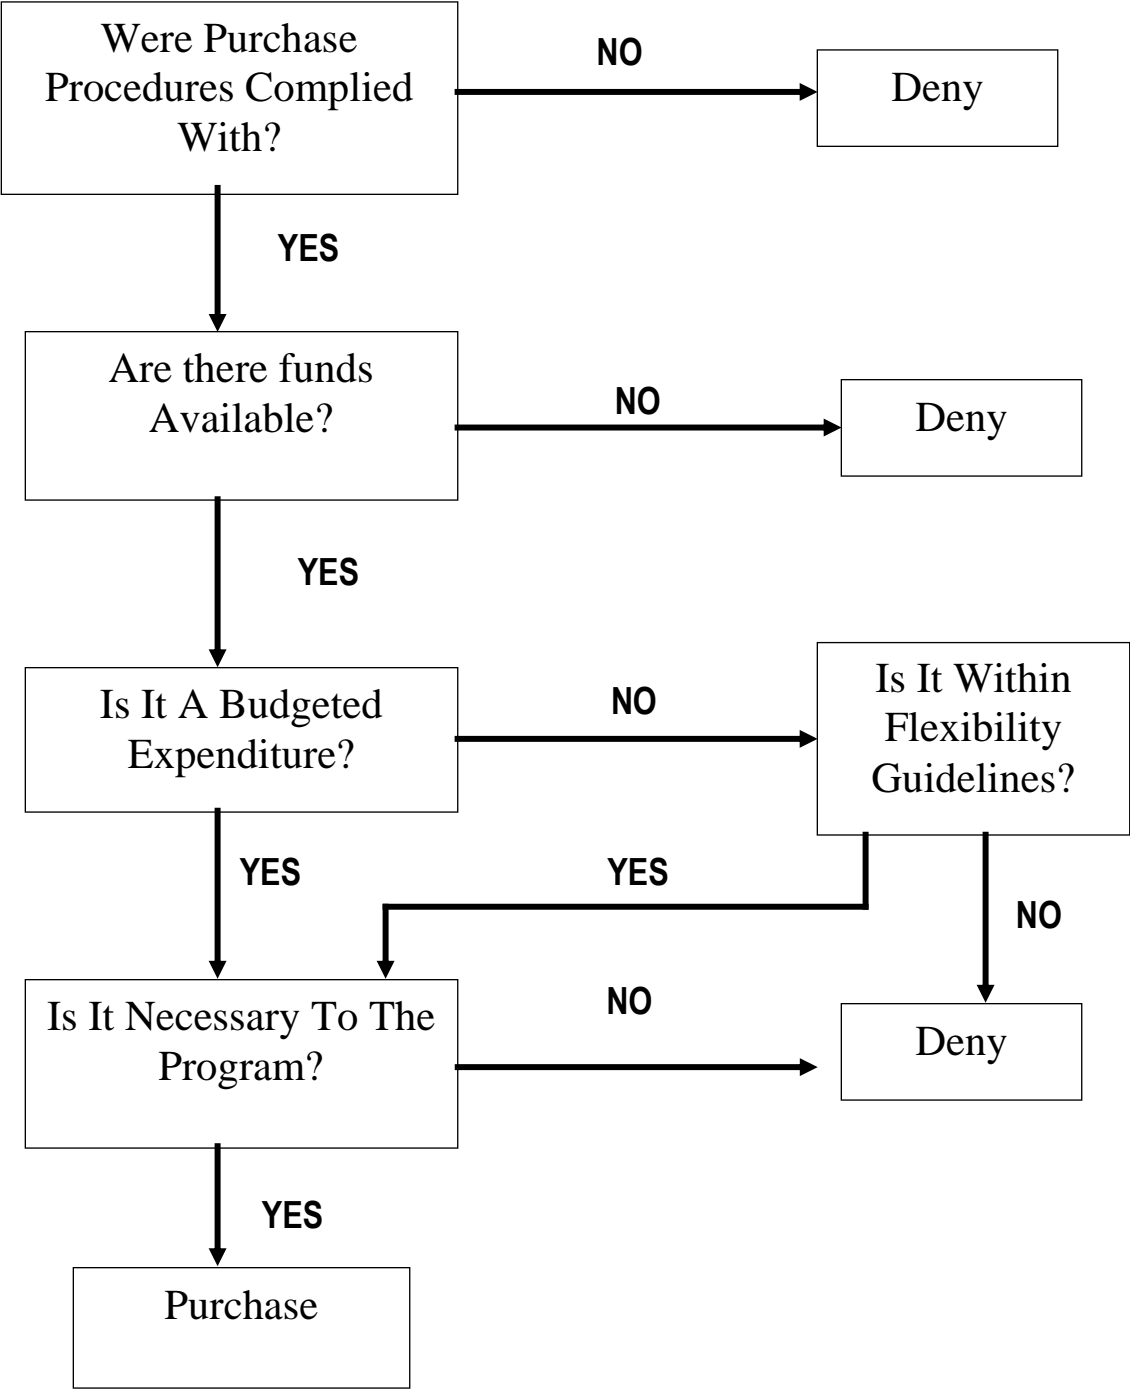 Were Purchase
Procedures Complied
With?
NO
Deny
YES
Are there funds
Available?
NO
Deny
YES
Is It A Budgeted
Expenditure?
NO
Is It Within
Flexibility
Guidelines?
YES
YES
NO
Is It Necessary To The
Program?
NO
Deny
YES
Purchase